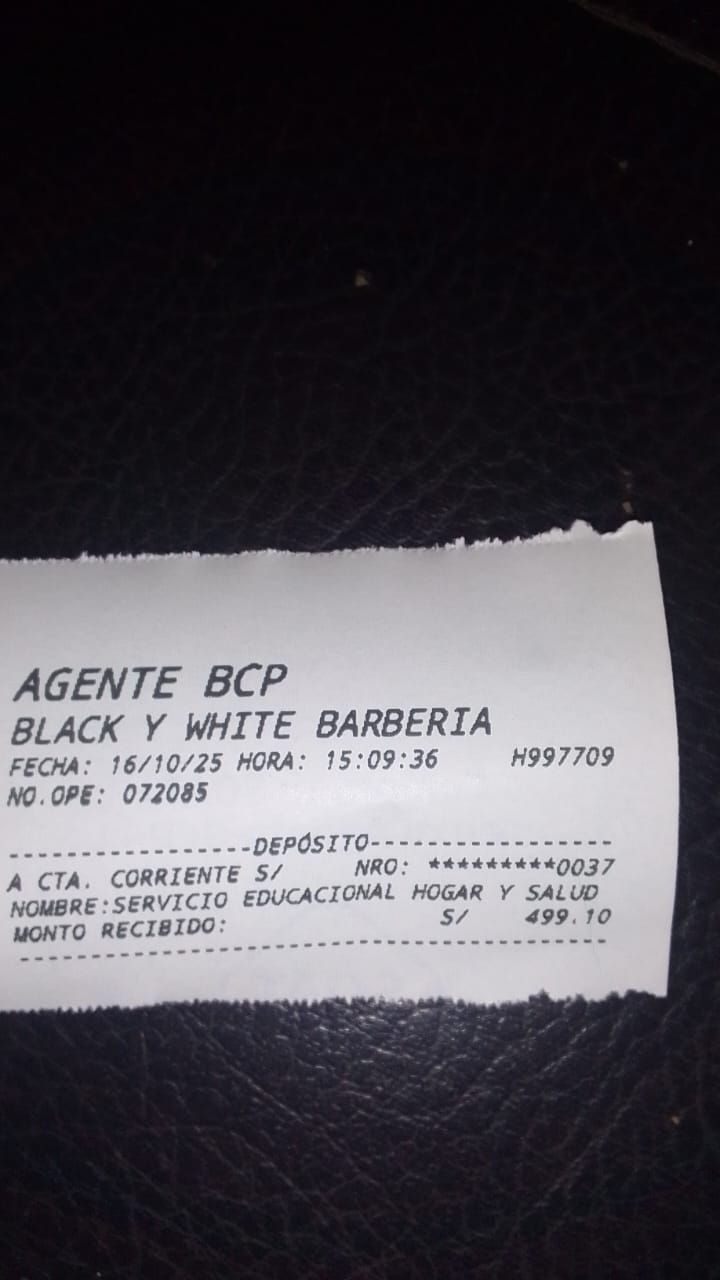 AGENTE BCP
BLACK Y WHITE BARBERIA
FECHA: 16/10/25 HORA: 15:09:36 H997709
NO.OPE: 072085
-----------------DEPÓSITO-----------------
A CTA. CORRIENTE S/ NRO: *********0037
NOMBRE:SERVICIO EDUCACIONAL HOGAR Y SALUD
MONTO RECIBIDO: S/ 499.10
------------------------------------------